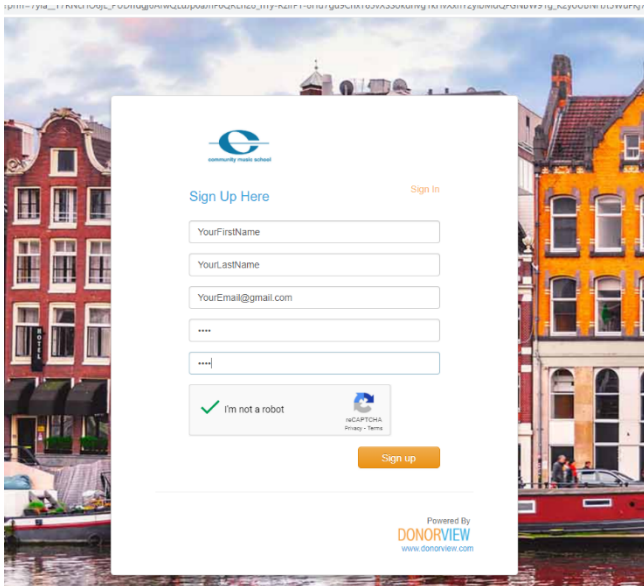 community music school
Sign Up Here
Sign In
YourFirstName
YourLastName
YourEmail@gmail.com
••••
••••
I'm not a robot
reCAPTCHA
Privacy - Terms
Sign up
Powered By
DONORVIEW
www.donorview.com
HOTEL